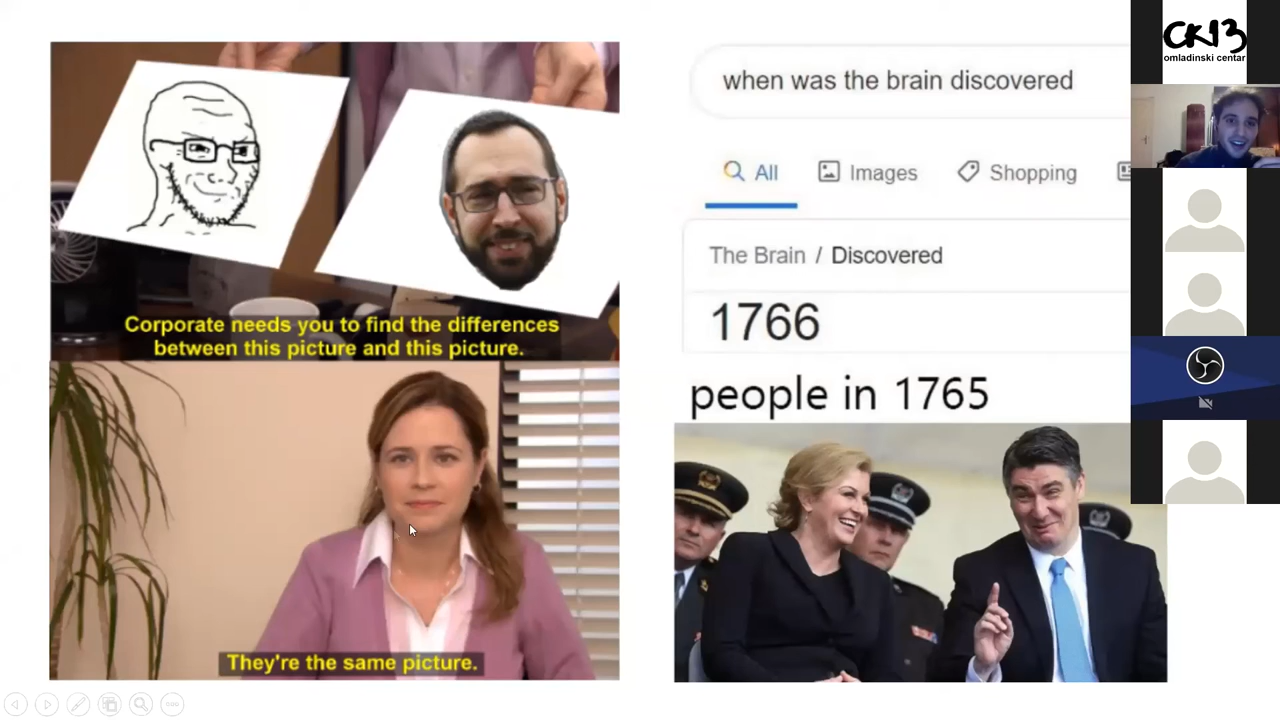 Corporate needs you to find the differences
between this picture and this picture.
They're the same picture.
when was the brain discovered
All
Images
Shopping
The Brain / Discovered
1766
people in 1765
CK13
omladinski centar